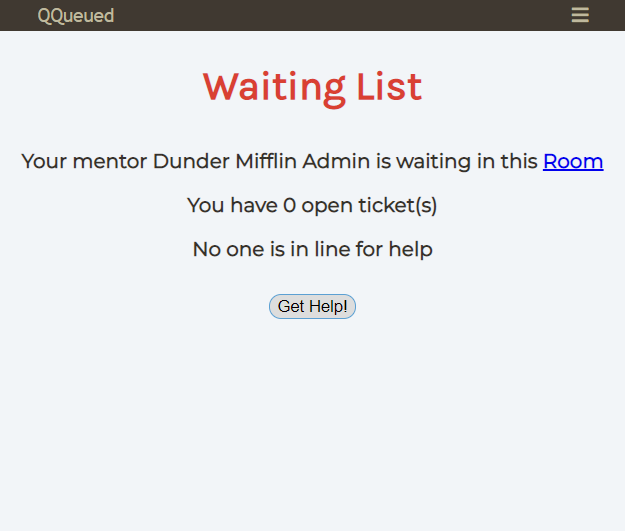 QQueued
Waiting List
Your mentor Dunder Mifflin Admin is waiting in this Room
You have 0 open ticket(s)
No one is in line for help
Get Help!